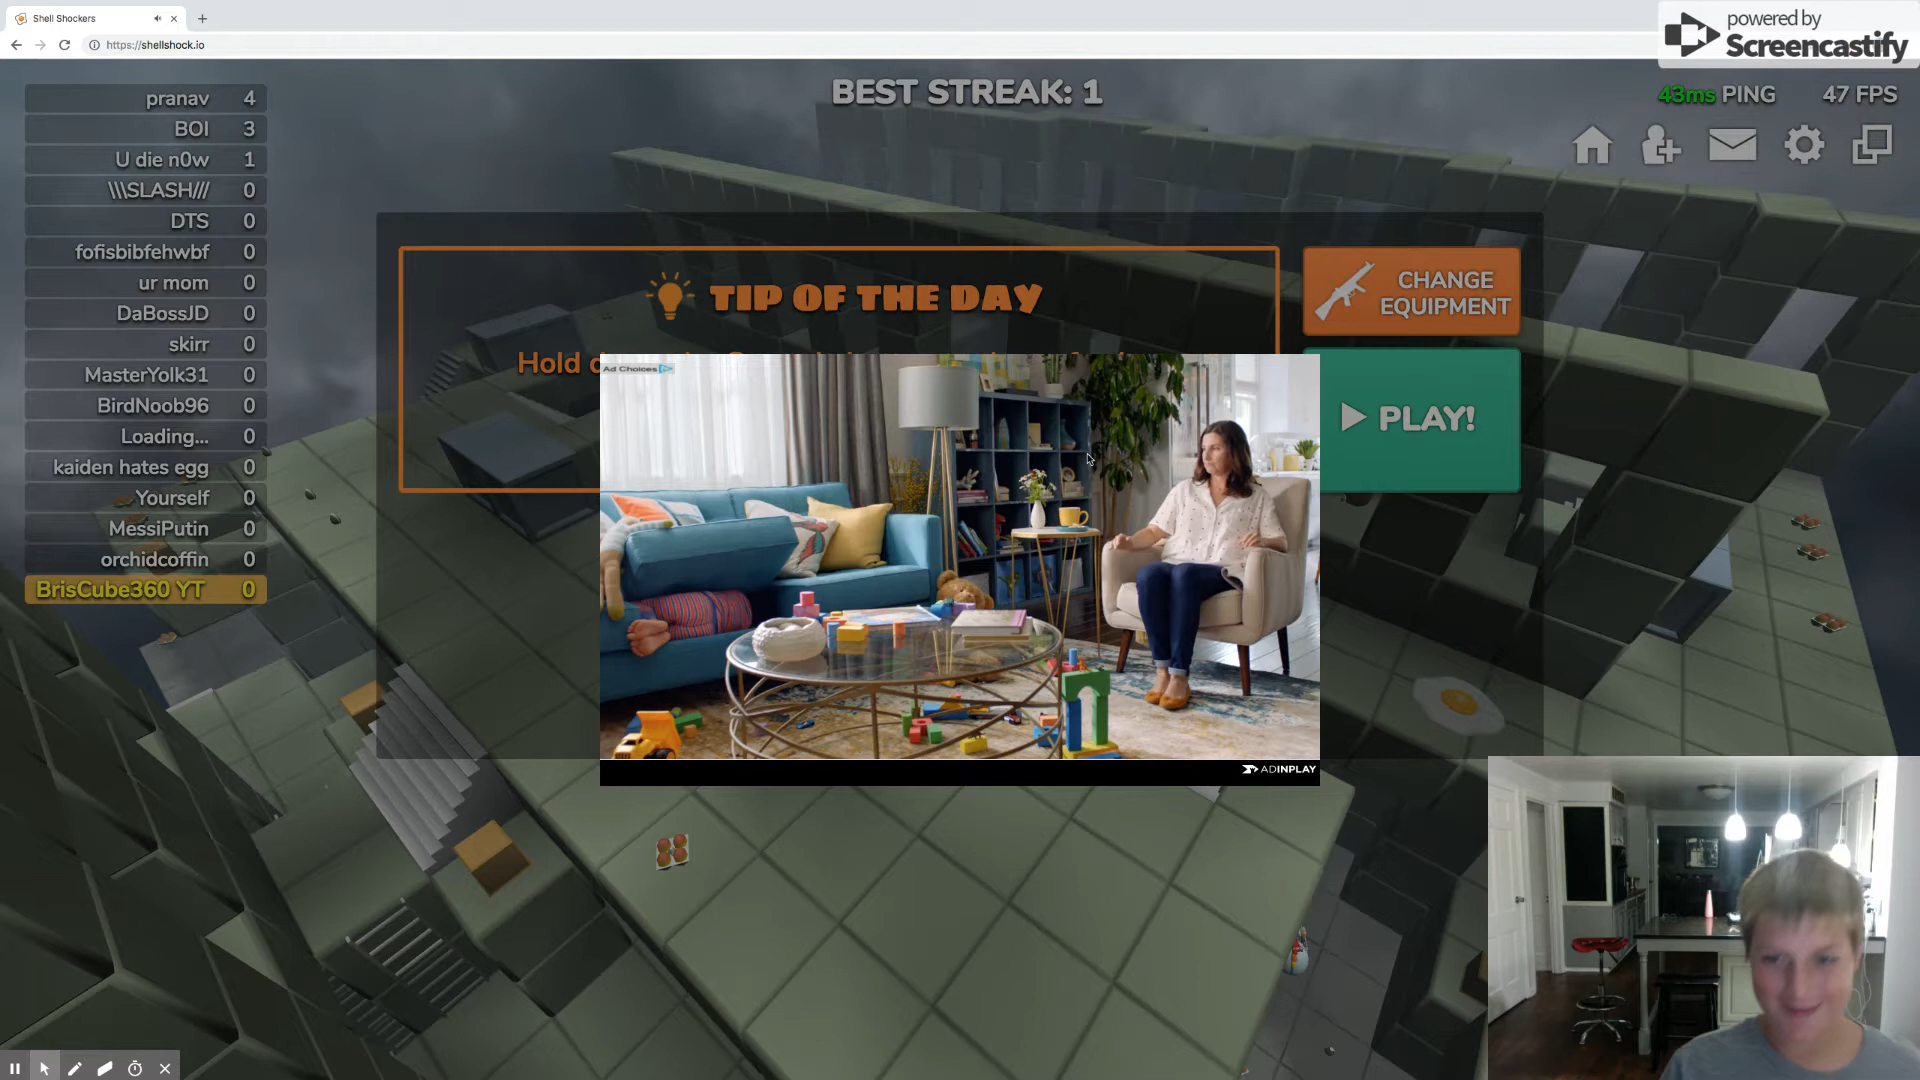 Shell Shockers
https://shellshock.io
powered by
Screencastify
BEST STREAK: 1
43ms PING 47 FPS
pranav 4
BOI 3
U die n0w 1
\\\SLASH/// 0
DTS 0
fofisbibfehwbf 0
ur mom 0
DaBossJD 0
skirr 0
MasterYolk31 0
BirdNoob96 0
Loading... 0
kaiden hates egg 0
Yourself 0
MessiPutin 0
orchidcoffin 0
BrisCube360 YT 0
TIP OF THE DAY
Hold
CHANGE
EQUIPMENT
PLAY!
Ad Choices
ADINPLAY